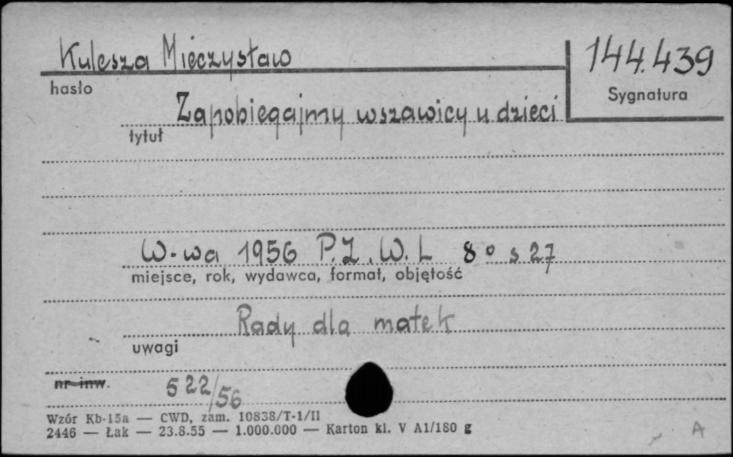 Kulesza Mieczysław
144.439
hasło
Sygnatura
Zapobiegajmy wszawicy u dzieci
tytuł
W-wa 1956 P.Z.W.L 8° s 27
miejsce, rok, wydawca, format, objętość
Rady dla matek
uwagi
nr inw. 522/56
Wzór Kb-15a — CWD, zam. 10838/T-1/II
2446 — Łak — 23.8.55 — 1.000.000 — Karton kl. V A1/180 g
A